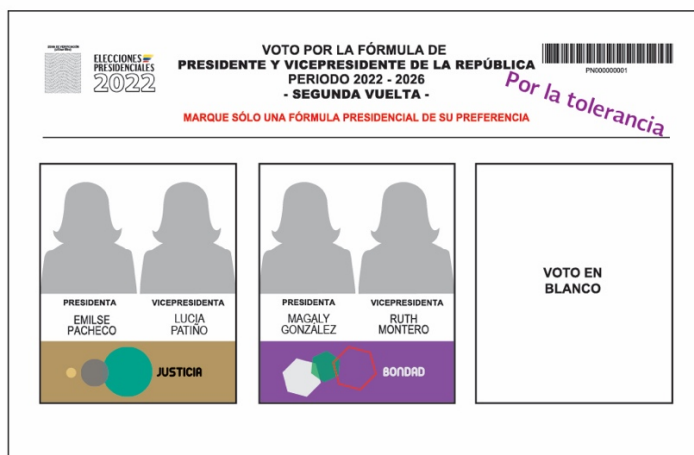 ELECCIONES
PRESIDENCIALES
2022
VOTO POR LA FÓRMULA DE
PRESIDENTE Y VICEPRESIDENTE DE LA REPÚBLICA
PERIODO 2022 - 2026
- SEGUNDA VUELTA -
PN000000001
Por la tolerancia
MARQUE SÓLO UNA FÓRMULA PRESIDENCIAL DE SU PREFERENCIA
PRESIDENTA
EMILSE
PACHECO
VICEPRESIDENTA
LUCIA
PATIÑO
JUSTICIA
PRESIDENTA
MAGALY
GONZÁLEZ
VICEPRESIDENTA
RUTH
MONTERO
BONDAD
VOTO EN
BLANCO